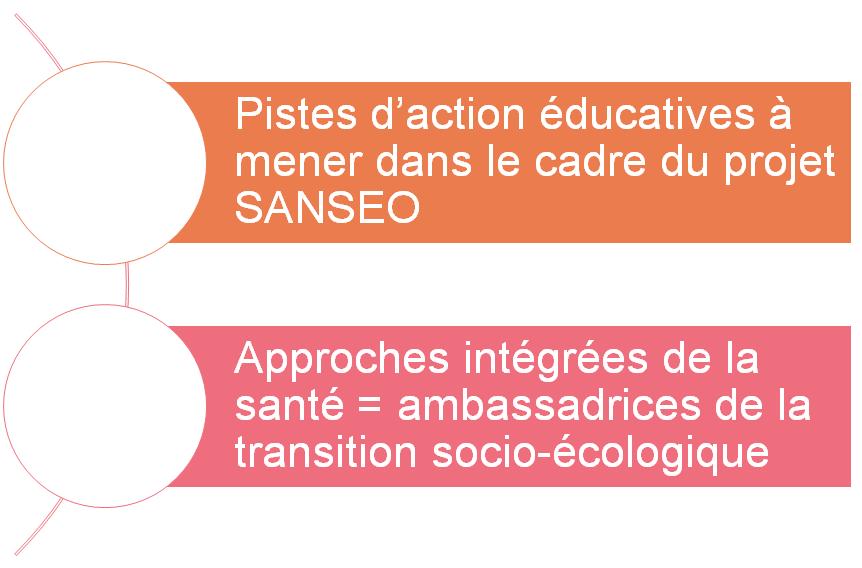 Pistes d’action éducatives à
mener dans le cadre du projet
SANSEO
Approches intégrées de la
santé = ambassadrices de la
transition socio-écologique